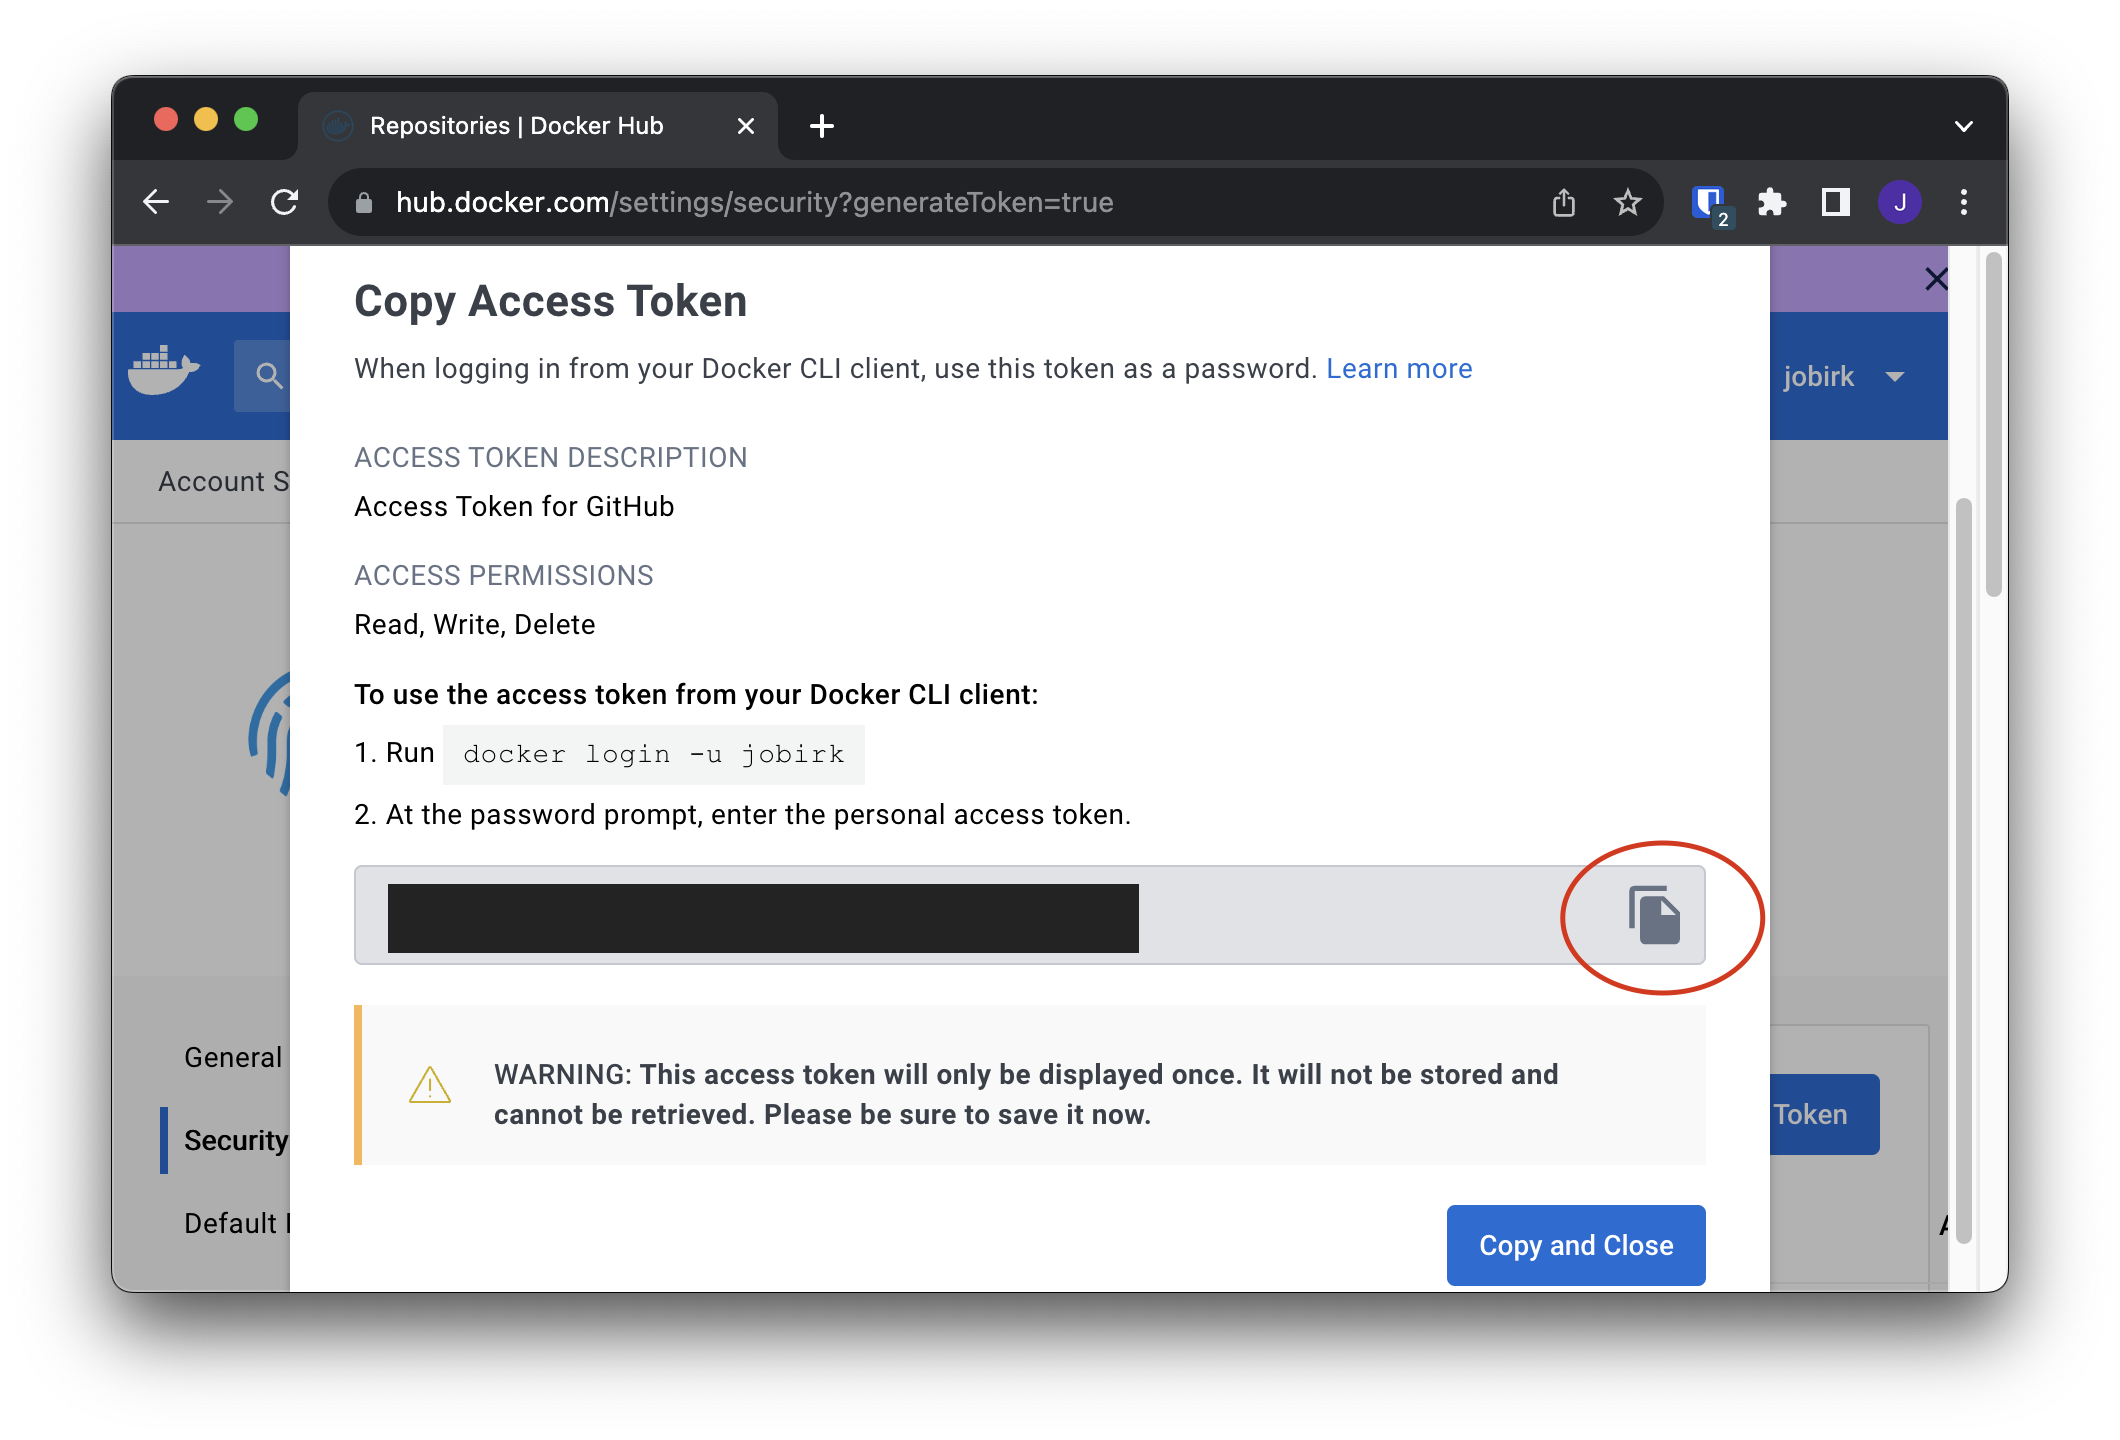 Repositories | Docker Hub
hub.docker.com/settings/security?generateToken=true
2
J
Copy Access Token
When logging in from your Docker CLI client, use this token as a password. Learn more
jobirk
ACCESS TOKEN DESCRIPTION
Account S
Access Token for GitHub
ACCESS PERMISSIONS
Read, Write, Delete
To use the access token from your Docker CLI client:
1. Run docker login -u jobirk
2. At the password prompt, enter the personal access token.
General
WARNING: This access token will only be displayed once. It will not be stored and
cannot be retrieved. Please be sure to save it now.
Token
Security
Default
Copy and Close